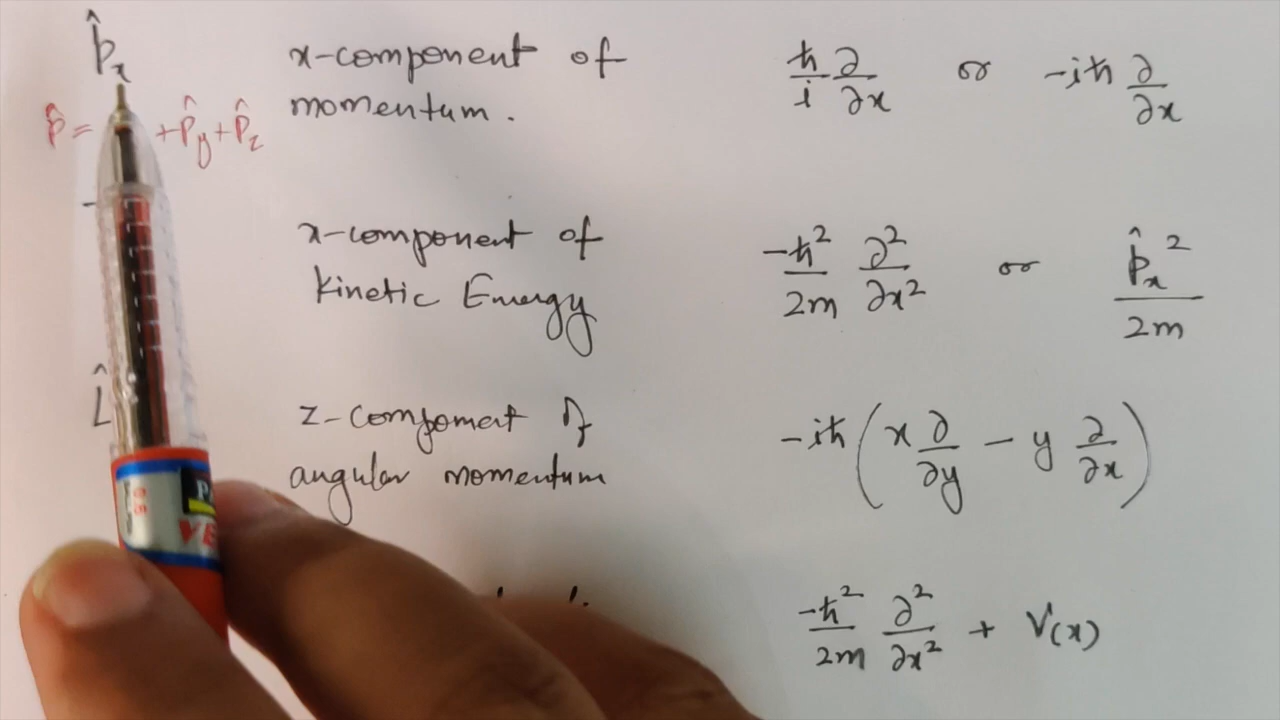 p̂ₓ x-component of momentum. ħ/i ∂/∂x or -iħ ∂/∂x
p̂ = + p̂_y + p̂_z
x-component of Kinetic Energy -ħ²/2m ∂²/∂x² or p̂ₓ²/2m
L̂ z-component of angular momentum -iħ (x ∂/∂y - y ∂/∂x)
-ħ²/2m ∂²/∂x² + V(x)